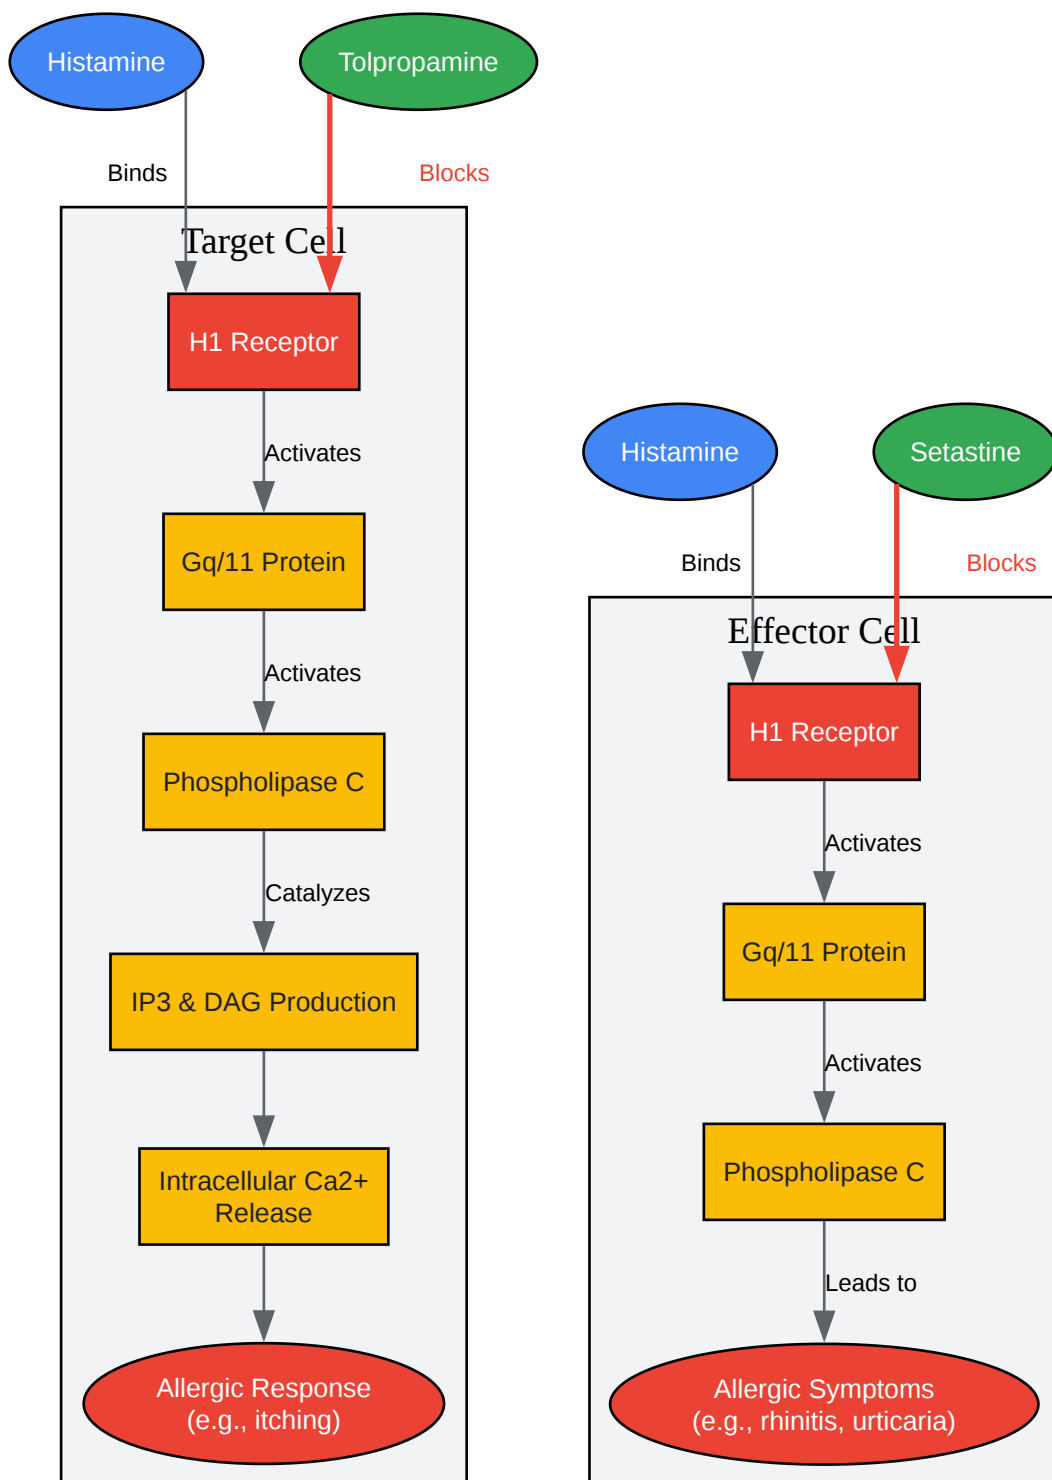 Histamine
Tolpropamine
Binds
Blocks
Target Cell
H1 Receptor
Activates
Gq/11 Protein
Activates
Phospholipase C
Catalyzes
IP3 & DAG Production
Intracellular Ca2+
Release
Allergic Response
(e.g., itching)
Histamine
Setastine
Binds
Blocks
Effector Cell
H1 Receptor
Activates
Gq/11 Protein
Activates
Phospholipase C
Leads to
Allergic Symptoms
(e.g., rhinitis, urticaria)